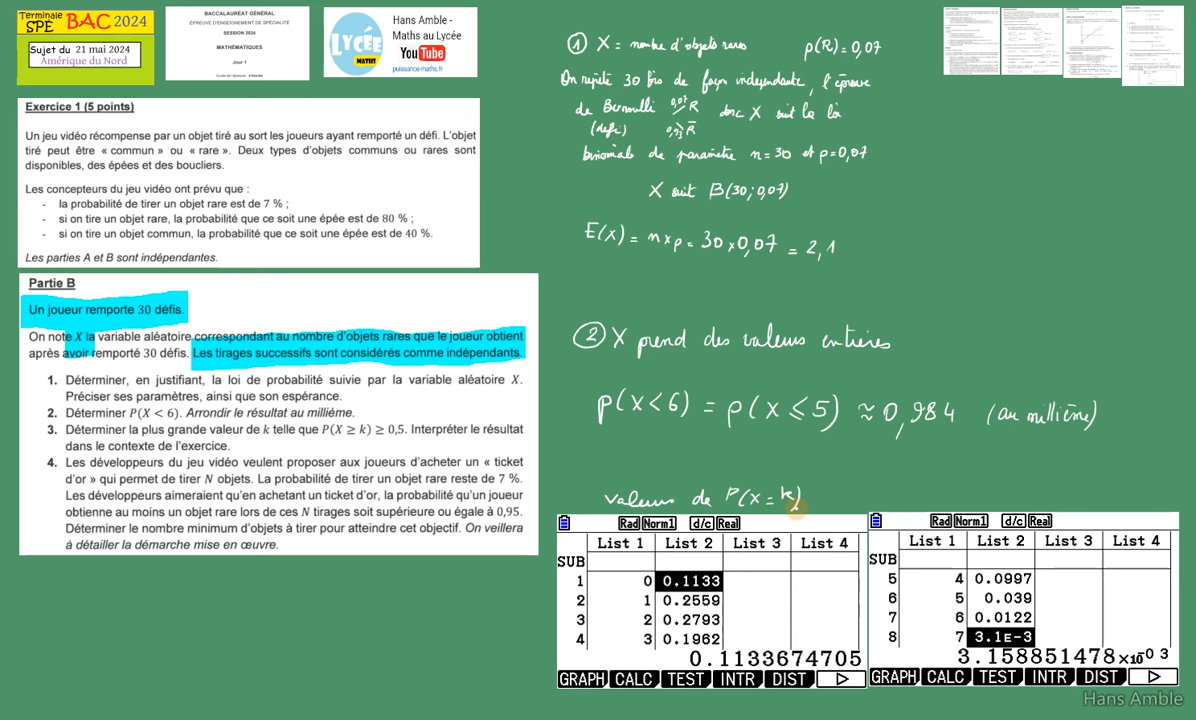 Terminale SPE BAC 2024
Sujet du 21 mai 2024
Amérique du Nord
BACCALAURÉAT GÉNÉRAL
ÉPREUVE D'ENSEIGNEMENT DE SPÉCIALITÉ
SESSION 2024
MATHÉMATIQUES
Jour 1
Durée de l'épreuve : 4 heures
LYCÉE
MATHS
Hans Amble -
Maths au Lycée
YouTube
puissance-maths.fr
Exercice 1 (5 points)
Un jeu vidéo récompense par un objet tiré au sort les joueurs ayant remporté un défi. L'objet
tiré peut être « commun » ou « rare ». Deux types d'objets communs ou rares sont
disponibles, des épées et des boucliers.
Les concepteurs du jeu vidéo ont prévu que :
- la probabilité de tirer un objet rare est de 7 % ;
- si on tire un objet rare, la probabilité que ce soit une épée est de 80 % ;
- si on tire un objet commun, la probabilité que ce soit une épée est de 40 %.
Les parties A et B sont indépendantes.
Partie B
Un joueur remporte 30 défis.
On note X la variable aléatoire correspondant au nombre d'objets rares que le joueur obtient
après avoir remporté 30 défis. Les tirages successifs sont considérés comme indépendants.
1. Déterminer, en justifiant, la loi de probabilité suivie par la variable aléatoire X.
Préciser ses paramètres, ainsi que son espérance.
2. Déterminer P(X < 6). Arrondir le résultat au millième.
3. Déterminer la plus grande valeur de k telle que P(X ≥ k) ≥ 0,5. Interpréter le résultat
dans le contexte de l'exercice.
4. Les développeurs du jeu vidéo veulent proposer aux joueurs d'acheter un « ticket
d'or » qui permet de tirer N objets. La probabilité de tirer un objet rare reste de 7 %.
Les développeurs aimeraient qu'en achetant un ticket d'or, la probabilité qu'un joueur
obtienne au moins un objet rare lors de ces N tirages soit supérieure ou égale à 0,95.
Déterminer le nombre minimum d'objets à tirer pour atteindre cet objectif. On veillera
à détailler la démarche mise en œuvre.
① X = nombre d'objets rares p(R) = 0,07
On répète 30 fois de façon indépendante, l'épreuve
de Bernoulli 0,07 R donc X suit la loi
(défi) 0,93 R̅
binomiale de paramètre n = 30 et p = 0,07
X suit B(30 ; 0,07)
E(X) = n × p = 30 × 0,07 = 2,1
② X prend des valeurs entières
p(X < 6) = p(X ≤ 5) ≈ 0,984 (au millième)
valeurs de P(X = k)
Rad Norm1 d/c Real
List 1 List 2 List 3 List 4
SUB
1 0 0.1133
2 1 0.2559
3 2 0.2793
4 3 0.1962
0.1133674705
GRAPH CALC TEST INTR DIST ▷
Rad Norm1 d/c Real
List 1 List 2 List 3 List 4
SUB
5 4 0.0997
6 5 0.039
7 6 0.0122
8 7 3.1E-3
3.158851478×10-03
GRAPH CALC TEST INTR DIST ▷
Hans Amble